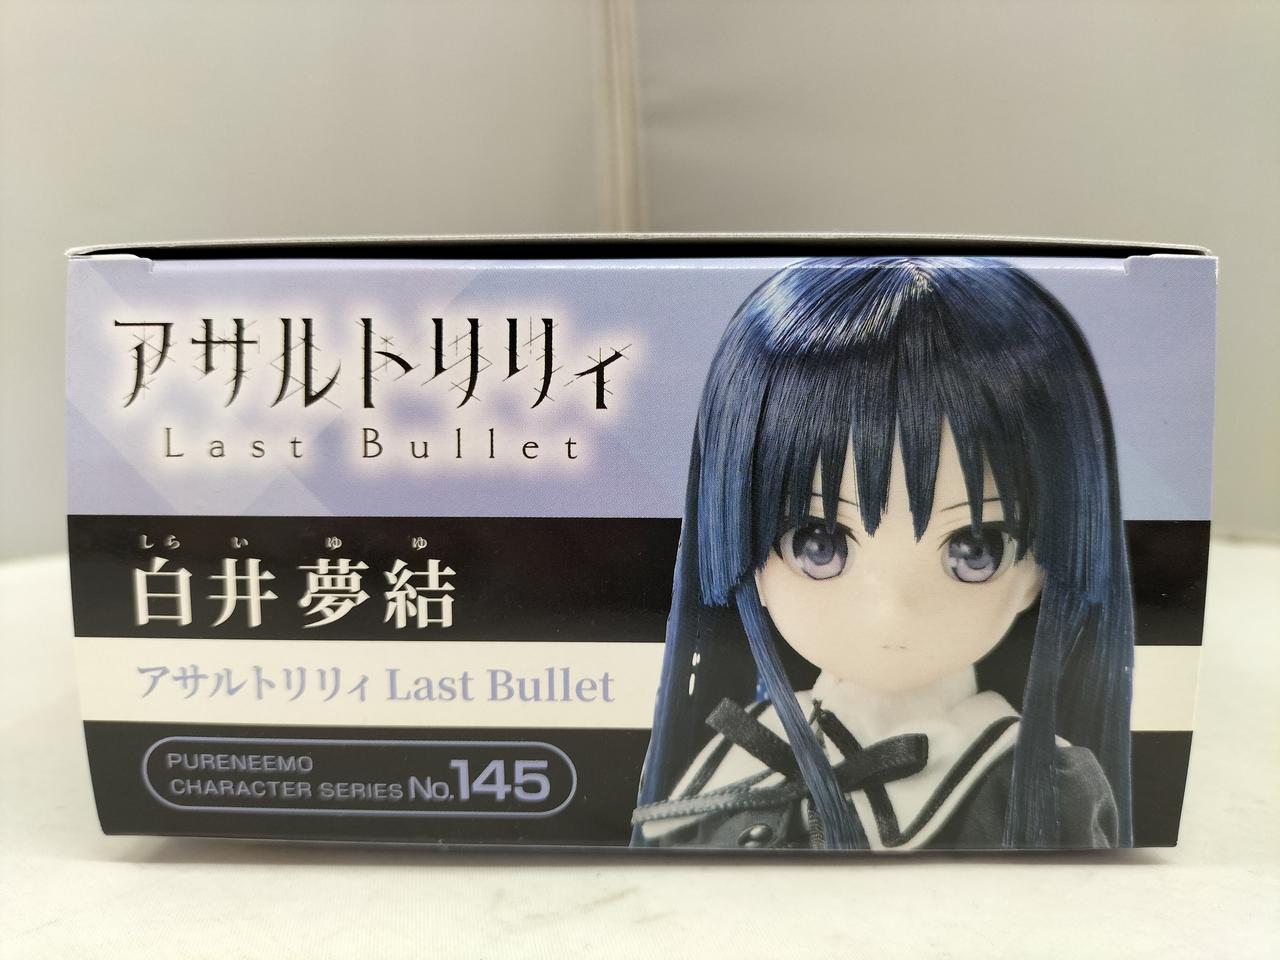 アサルトリリィ
Last Bullet
しらい ゆゆ
白井夢結
アサルトリリィ Last Bullet
PURENEEMO
CHARACTER SERIES No.145